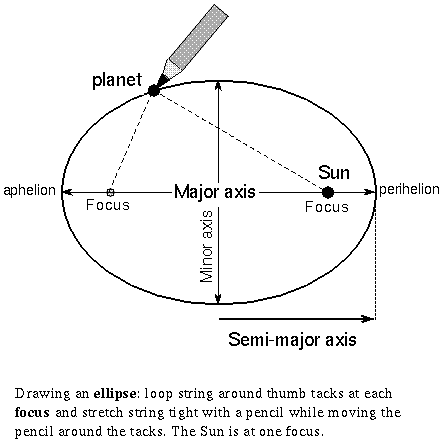 planet
Sun
aphelion
Major axis
perihelion
Focus
Focus
Minor axis
Semi-major axis
Drawing an ellipse: loop string around thumb tacks at each
focus and stretch string tight with a pencil while moving the
pencil around the tacks. The Sun is at one focus.